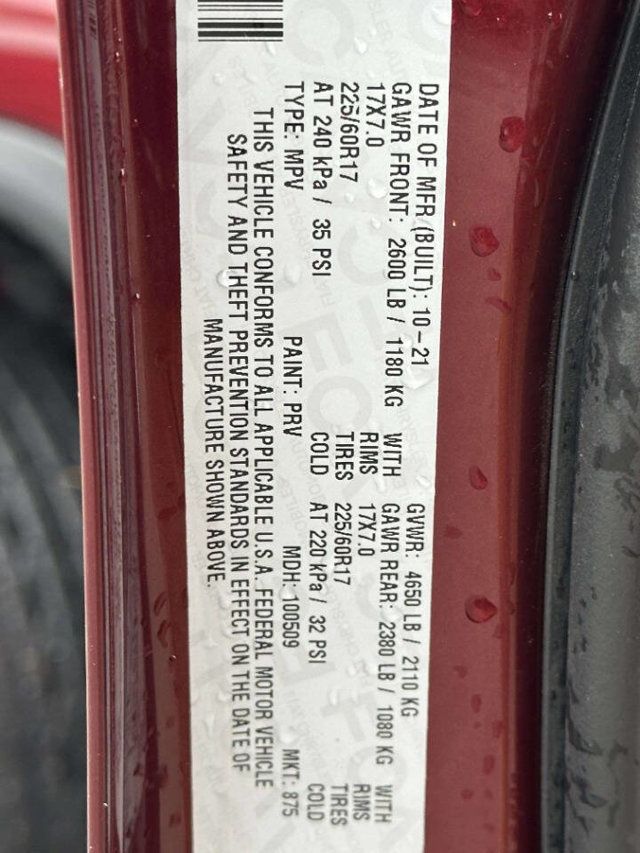 DATE OF MFR (BUILT): 10-21 GVWR: 4650 LB / 2110 KG
GAWR FRONT: 2600 LB / 1180 KG WITH GAWR REAR: 2380 LB / 1080 KG WITH
17X7.0 RIMS 17X7.0 RIMS
225/60R17 TIRES 225/60R17 TIRES
AT 240 kPa / 35 PSI COLD AT 220 kPa / 32 PSI COLD
TYPE: MPV PAINT: PRV MDH: 100509 MKT: 875
THIS VEHICLE CONFORMS TO ALL APPLICABLE U.S.A. FEDERAL MOTOR VEHICLE
SAFETY AND THEFT PREVENTION STANDARDS IN EFFECT ON THE DATE OF
MANUFACTURE SHOWN ABOVE.